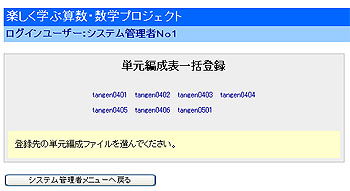 楽しく学ぶ算数・数学プロジェクト
ログインユーザー：システム管理者No1
単元編成表一括登録
tangen0401 tangen0402 tangen0403 tangen0404
tangen0405 tangen0406 tangen0501
登録先の単元編成ファイルを選んでください。
システム管理者メニューへ戻る